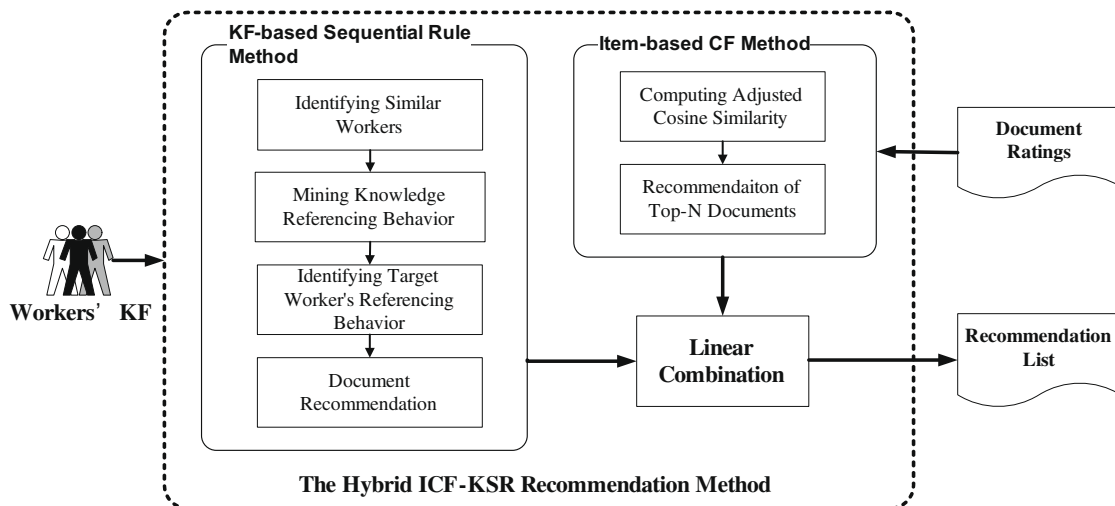 KF-based Sequential Rule
Method
Identifying Similar
Workers
Mining Knowledge
Referencing Behavior
Identifying Target
Worker's Referencing
Behavior
Document
Recommendation
Item-based CF Method
Computing Adjusted
Cosine Similarity
Recommendaiton of
Top-N Documents
Document
Ratings
Workers’ KF
Linear
Combination
Recommendation
List
The Hybrid ICF-KSR Recommendation Method